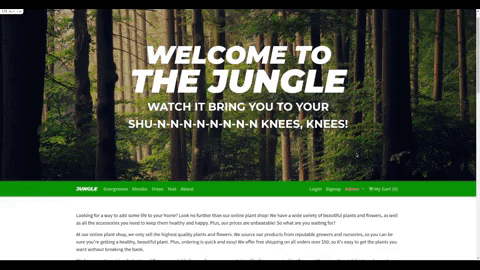 WELCOME TO
THE JUNGLE
WATCH IT BRING YOU TO YOUR
SHU-N-N-N-N-N-N-N-N KNEES, KNEES!
JUNGLE Evergreens Shrubs Trees Test About Login Signup Admin My Cart (0)
Looking for a way to add some life to your home? Look no further than our online plant shop! We have a wide variety of beautiful plants and flowers, as well
as all the accessories you need to keep them healthy and happy. Plus, our prices are unbeatable! So what are you waiting for?
At our online plant shop, we only sell the highest quality plants and flowers. We source our products from reputable growers and nurseries, so you can be
sure you're getting a healthy, beautiful plant. Plus, ordering is quick and easy! We offer free shipping on all orders over $50, so it's easy to get the plants
you want without breaking the bank.